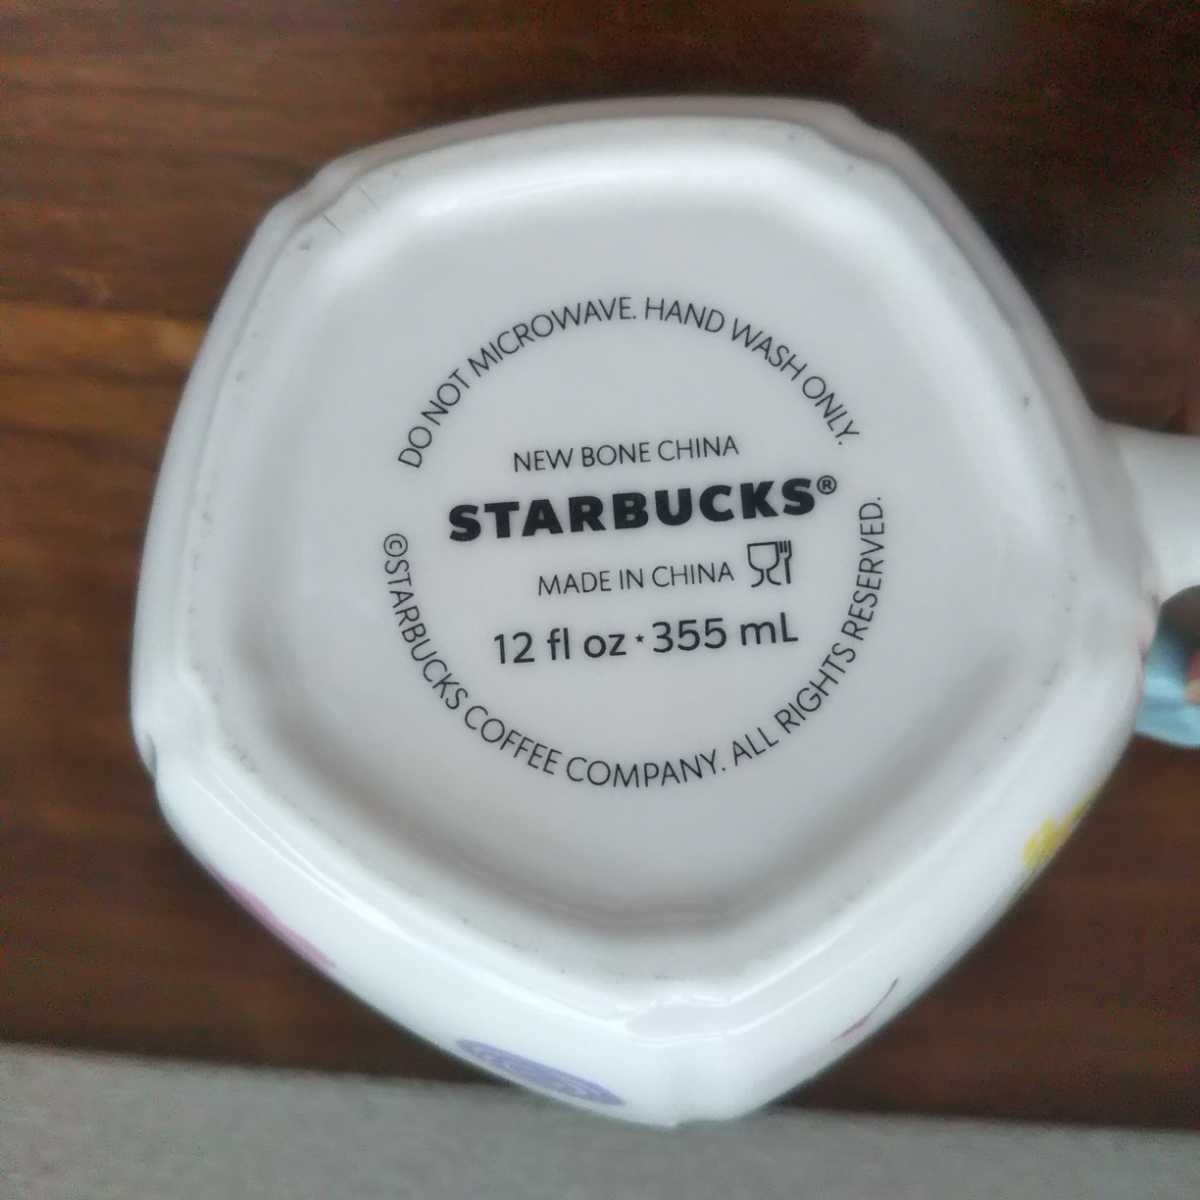 DO NOT MICROWAVE. HAND WASH ONLY.
NEW BONE CHINA
STARBUCKS®
MADE IN CHINA
12 fl oz ⋆ 355 mL
©STARBUCKS COFFEE COMPANY. ALL RIGHTS RESERVED.